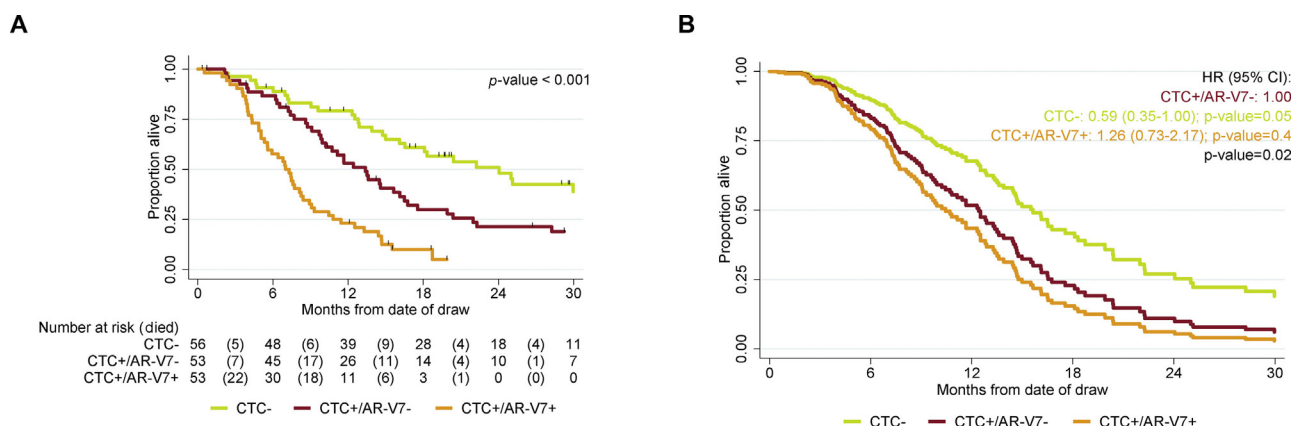 A
1.00
0.75
0.50
0.25
0.00
Proportion alive
p-value < 0.001
0 6 12 18 24 30
Months from date of draw
Number at risk (died)
CTC- 56 (5) 48 (6) 39 (9) 28 (4) 18 (4) 11
CTC+/AR-V7- 53 (7) 45 (17) 26 (11) 14 (4) 10 (1) 7
CTC+/AR-V7+ 53 (22) 30 (18) 11 (6) 3 (1) 0 (0) 0
CTC- CTC+/AR-V7- CTC+/AR-V7+
B
1.00
0.75
0.50
0.25
0.00
Proportion alive
HR (95% CI):
CTC+/AR-V7-: 1.00
CTC-: 0.59 (0.35-1.00); p-value=0.05
CTC+/AR-V7+: 1.26 (0.73-2.17); p-value=0.4
p-value=0.02
0 6 12 18 24 30
Months from date of draw
CTC- CTC+/AR-V7- CTC+/AR-V7+